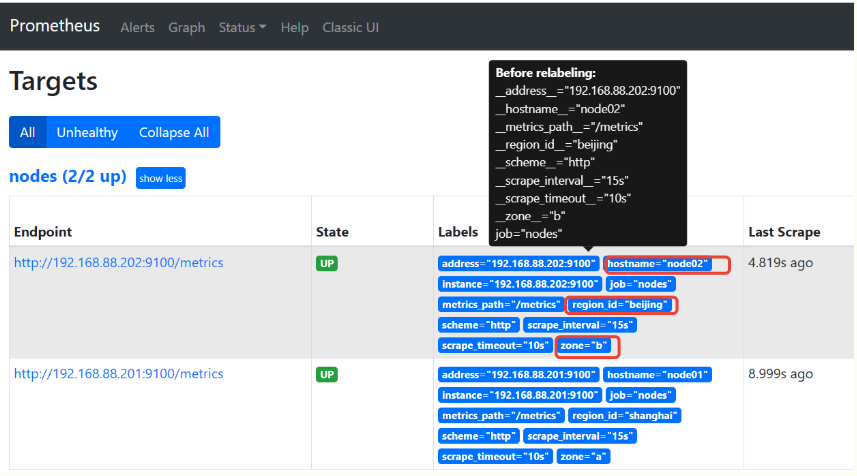 Prometheus Alerts Graph Status Help Classic UI
Targets
All Unhealthy Collapse All
nodes (2/2 up) show less
Before relabeling:
__address__="192.168.88.202:9100"
__hostname__="node02"
__metrics_path__="/metrics"
__region_id__="beijing"
__scheme__="http"
__scrape_interval__="15s"
__scrape_timeout__="10s"
__zone__="b"
job="nodes"
Endpoint State Labels Last Scrape
http://192.168.88.202:9100/metrics UP address="192.168.88.202:9100" hostname="node02" 4.819s ago
instance="192.168.88.202:9100" job="nodes"
metrics_path="/metrics" region_id="beijing"
scheme="http" scrape_interval="15s"
scrape_timeout="10s" zone="b"
http://192.168.88.201:9100/metrics UP address="192.168.88.201:9100" hostname="node01" 8.999s ago
instance="192.168.88.201:9100" job="nodes"
metrics_path="/metrics" region_id="shanghai"
scheme="http" scrape_interval="15s"
scrape_timeout="10s" zone="a"